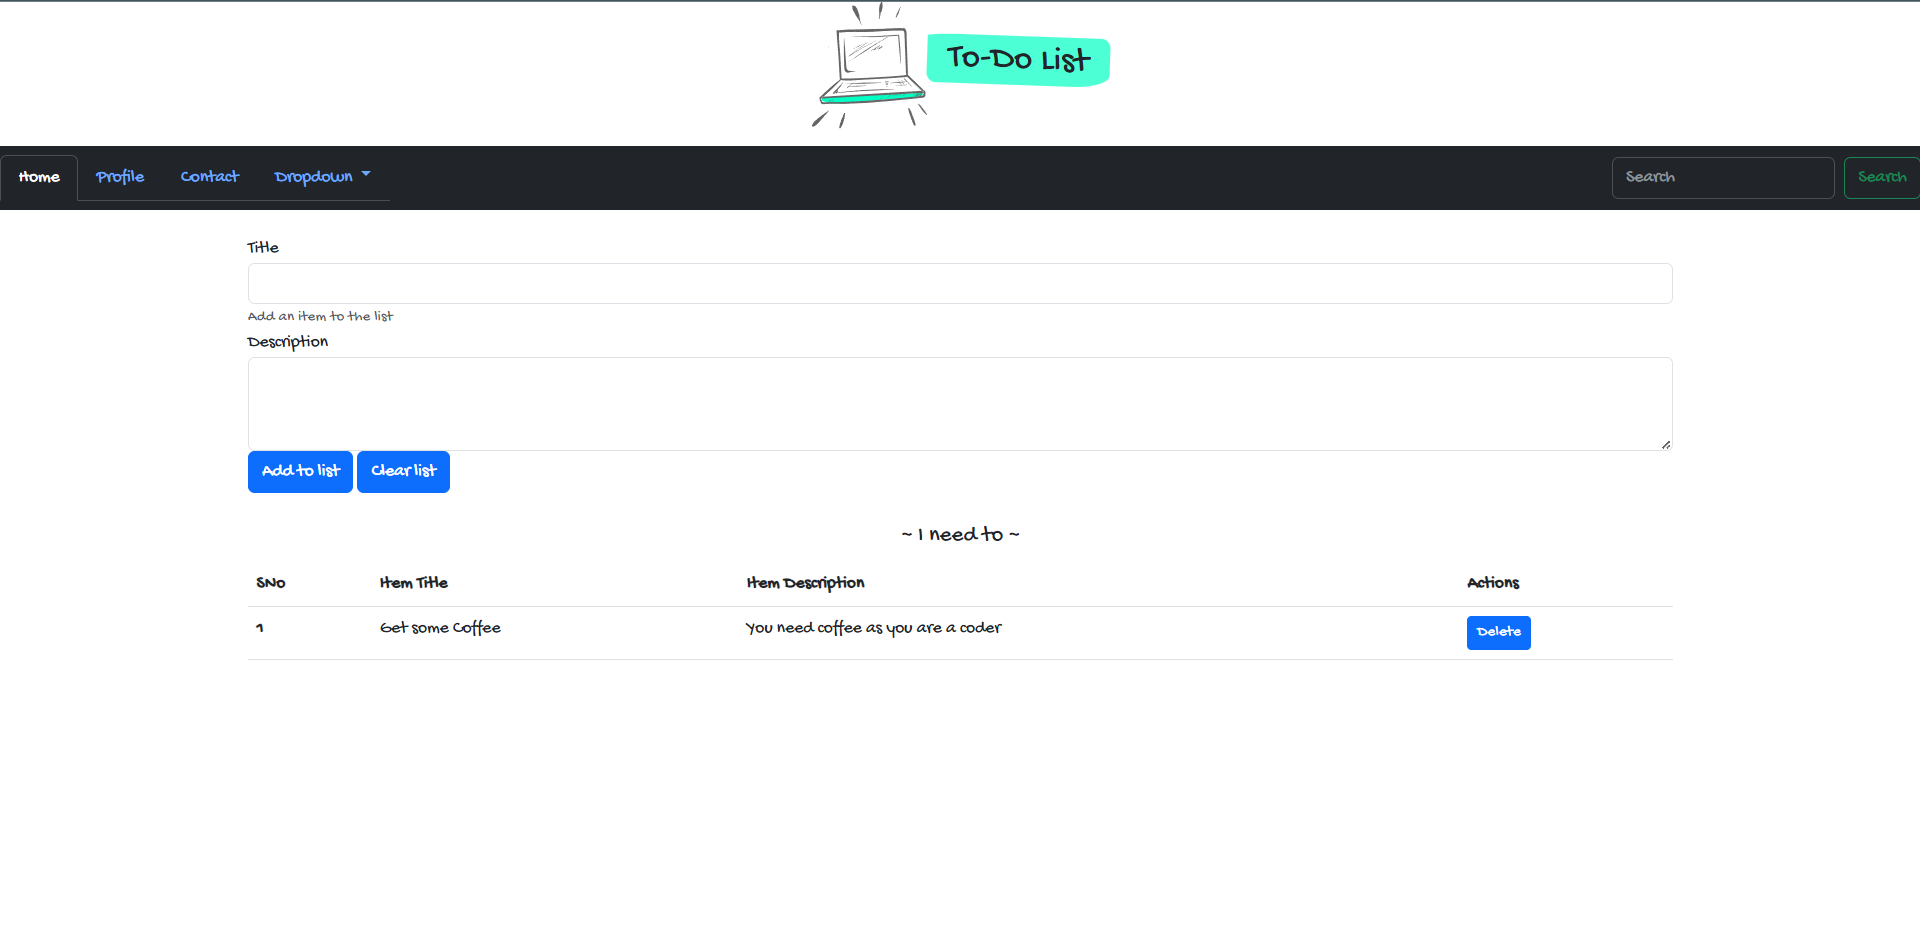 To-Do List
Home Profile Contact Dropdown Search Search
Title
Add an item to the list
Description
Add to list Clear list
~ I need to ~
SNo Item Title Item Description Actions
1 Get some Coffee You need coffee as you are a coder Delete